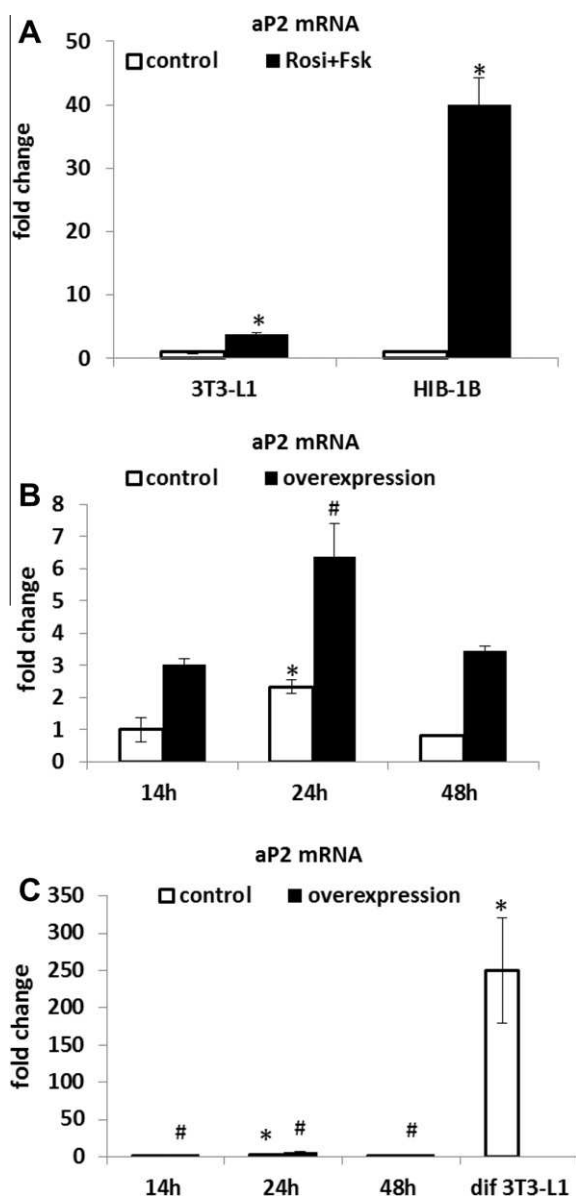 A
aP2 mRNA
control Rosi+Fsk
fold change
50
40
30
20
10
0
*
*
3T3-L1 HIB-1B
B
aP2 mRNA
control overexpression
fold change
8
7
6
5
4
3
2
1
0
*
#
14h 24h 48h
C
aP2 mRNA
control overexpression
fold change
350
300
250
200
150
100
50
0
# * # # *
14h 24h 48h dif 3T3-L1